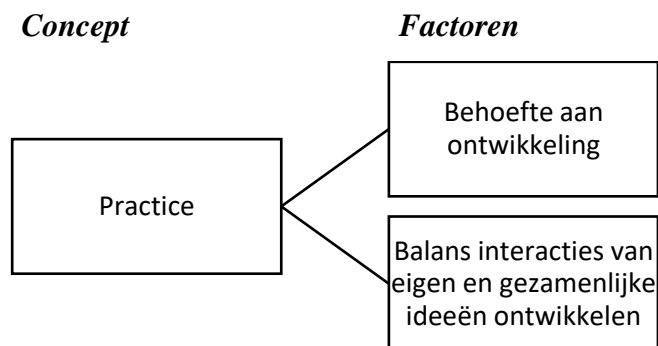 Concept
Factoren
Behoefte aan
ontwikkeling
Practice
Balans interacties van
eigen en gezamenlijke
ideeën ontwikkelen